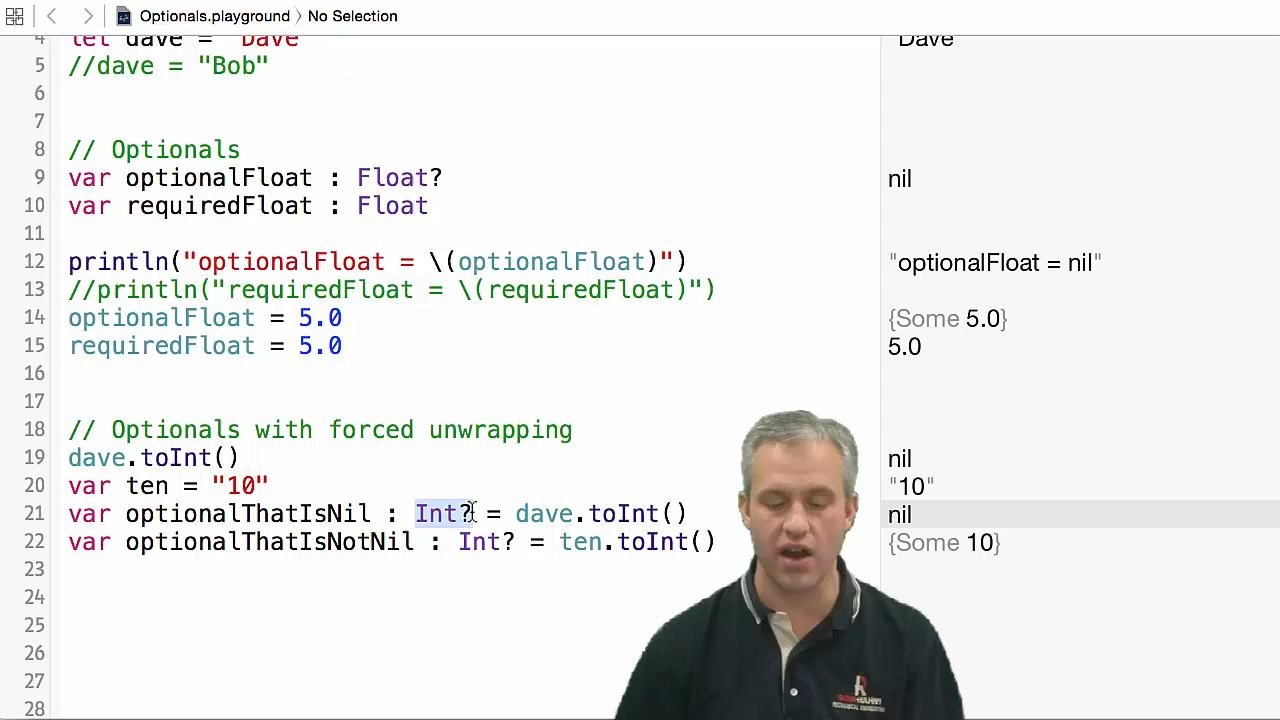 Optionals.playground 〉 No Selection
4 let dave = "Dave" "Dave"
5 //dave = "Bob"
6
7
8 // Optionals
9 var optionalFloat : Float? nil
10 var requiredFloat : Float
11
12 println("optionalFloat = \(optionalFloat)") "optionalFloat = nil"
13 //println("requiredFloat = \(requiredFloat)")
14 optionalFloat = 5.0 {Some 5.0}
15 requiredFloat = 5.0 5.0
16
17
18 // Optionals with forced unwrapping
19 dave.toInt() nil
20 var ten = "10" "10"
21 var optionalThatIsNil : Int? = dave.toInt() nil
22 var optionalThatIsNotNil : Int? = ten.toInt() {Some 10}
23
24
25
26
27
28
MECHANICAL ENGINEERING